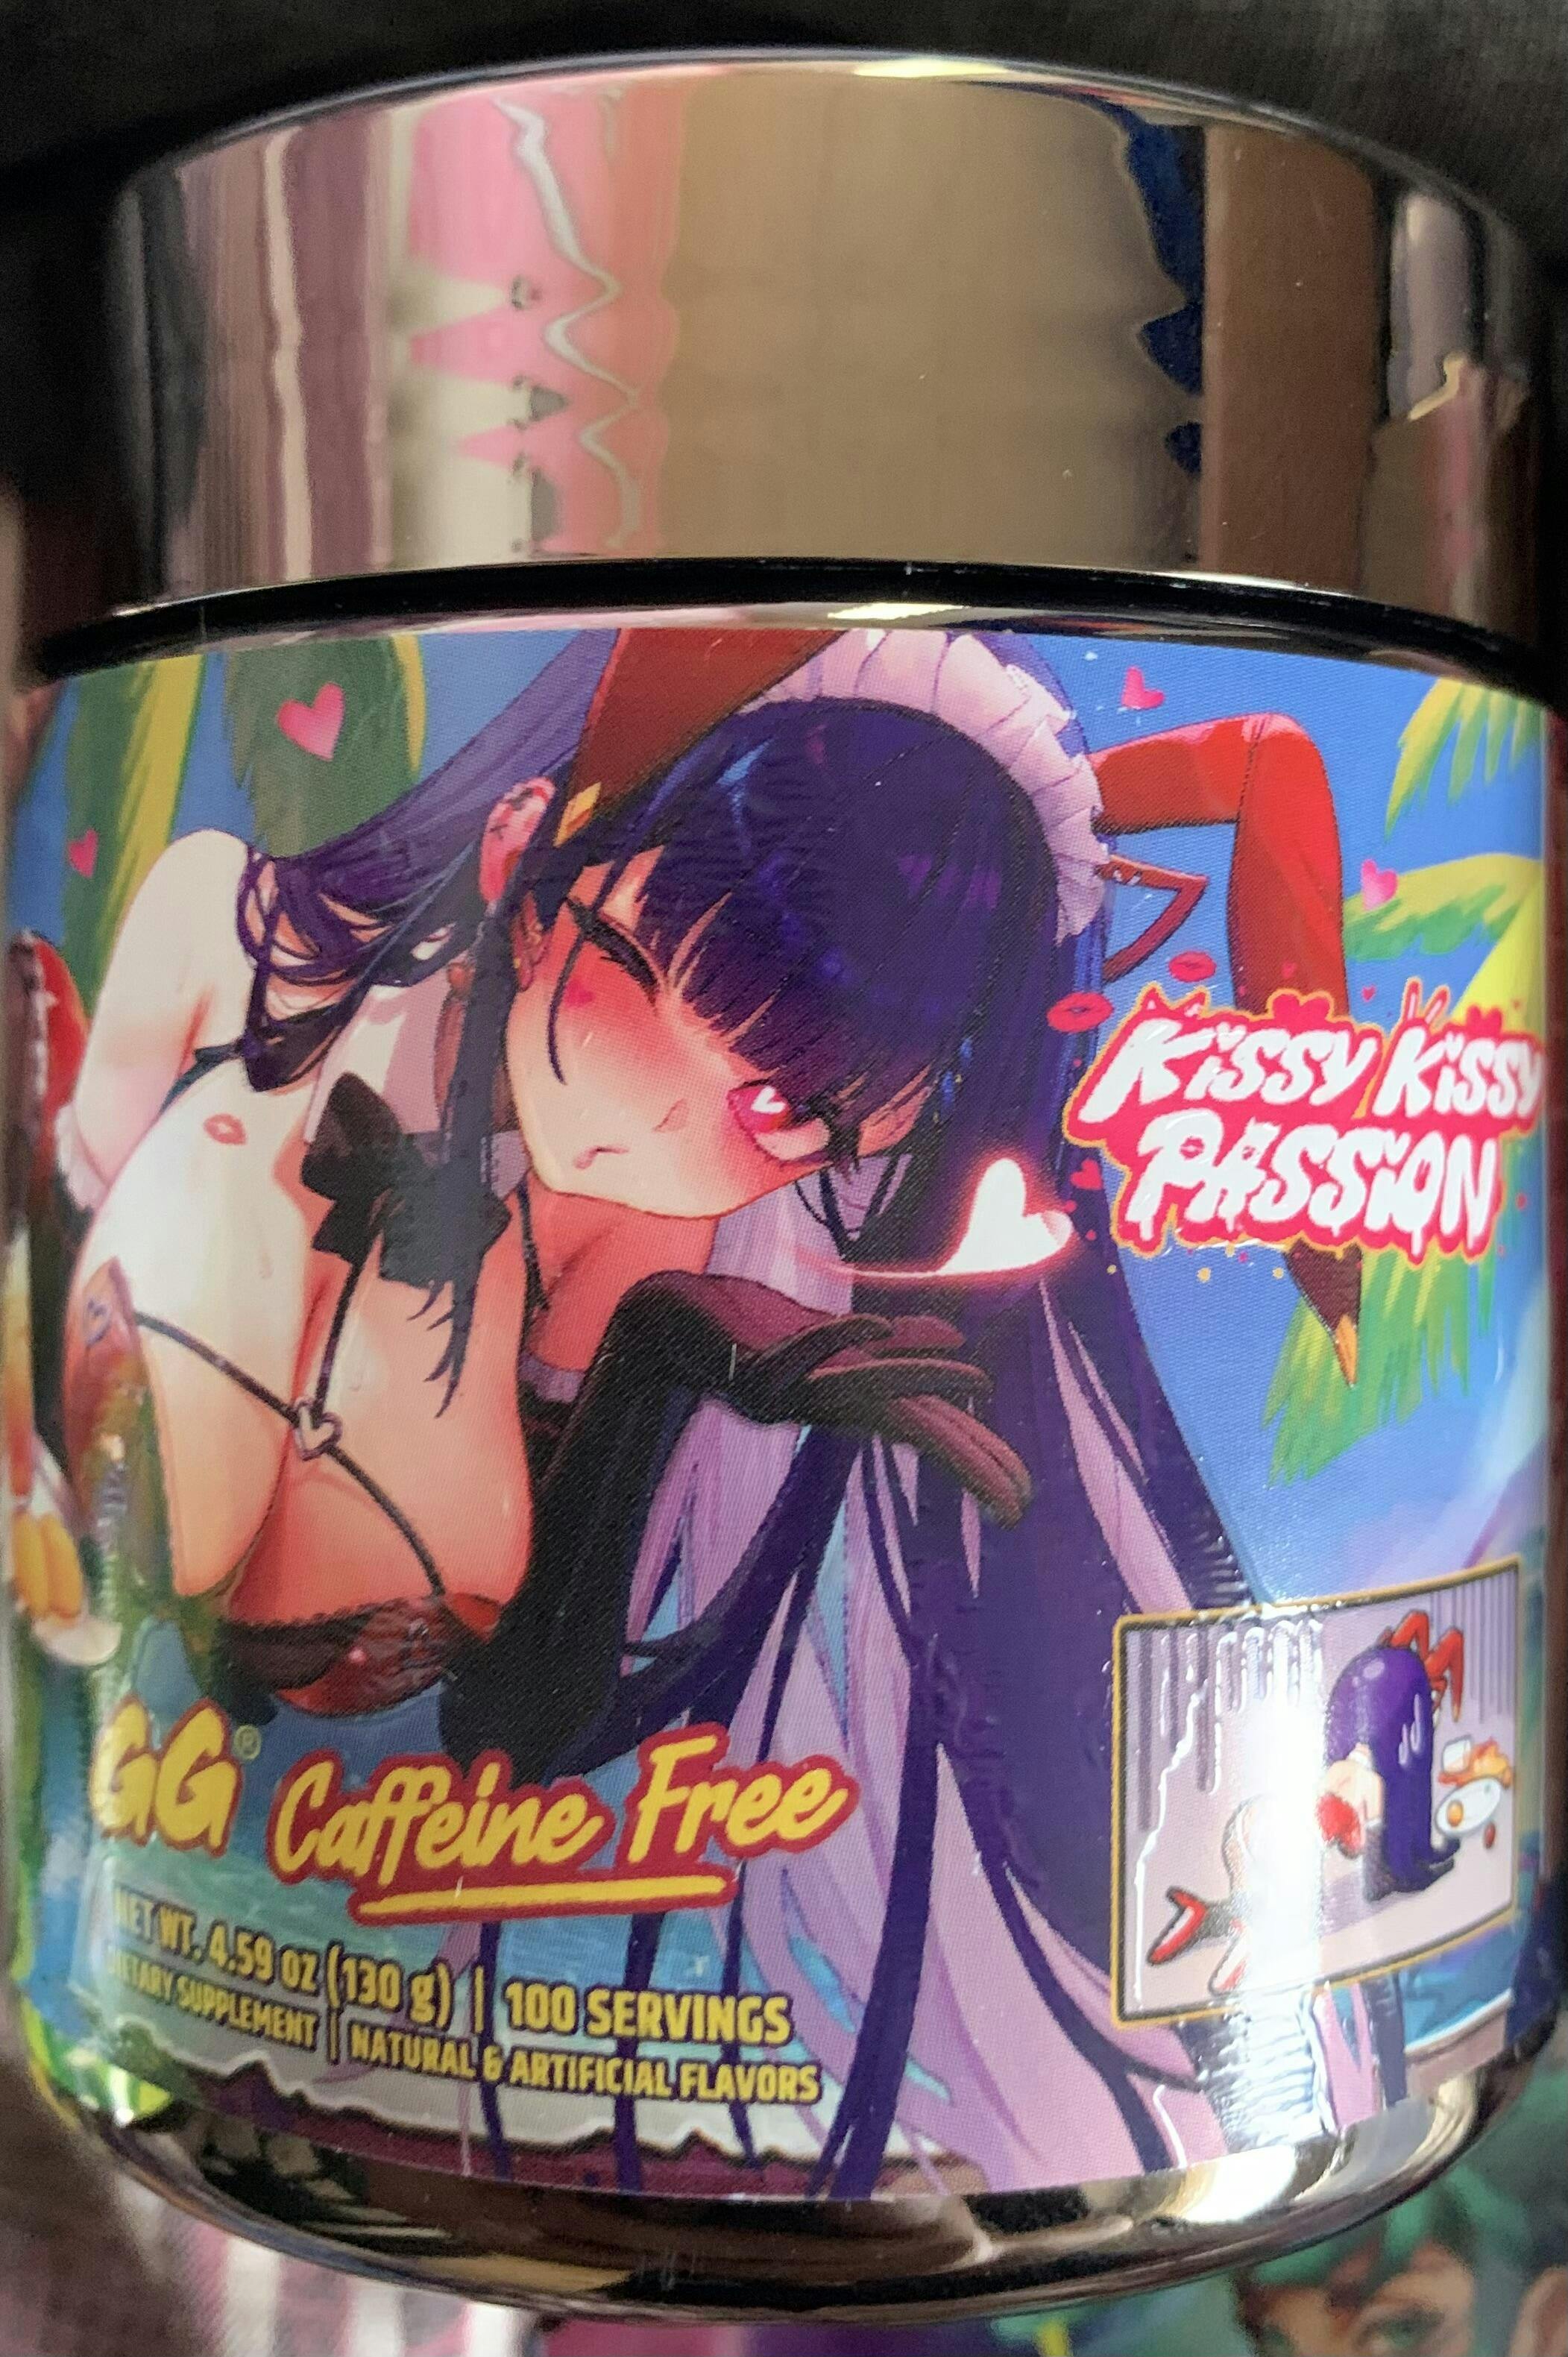 KiSSY KiSSY
PASSiON
GG® Caffeine Free
NET WT. 4.59 oz (130 g) | 100 SERVINGS
DIETARY SUPPLEMENT | NATURAL & ARTIFICIAL FLAVORS